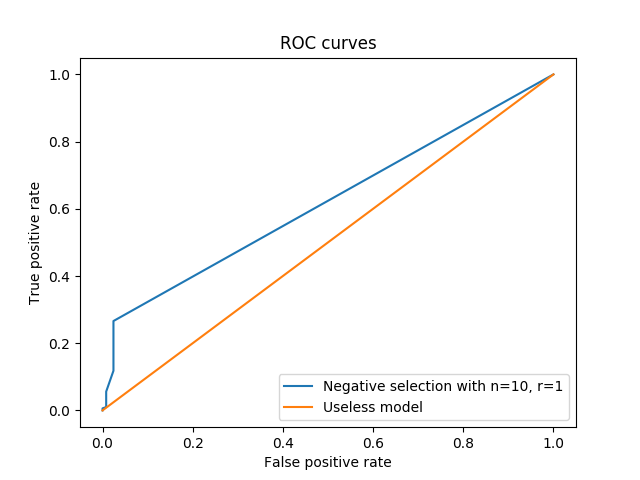 ROC curves
True positive rate
1.0
0.8
0.6
0.4
0.2
0.0
Negative selection with n=10, r=1
Useless model
0.0 0.2 0.4 0.6 0.8 1.0
False positive rate